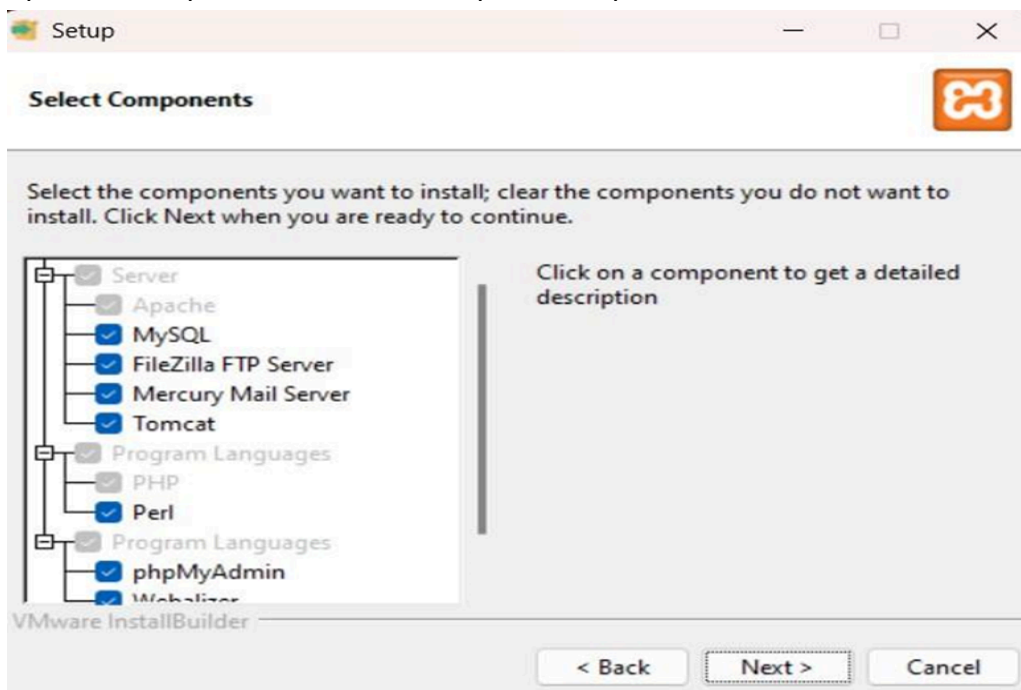 Setup
Select Components
Select the components you want to install; clear the components you do not want to
install. Click Next when you are ready to continue.
Server
Apache
MySQL
FileZilla FTP Server
Mercury Mail Server
Tomcat
Program Languages
PHP
Perl
Program Languages
phpMyAdmin
Webalizer
Click on a component to get a detailed
description
VMware InstallBuilder
< Back
Next >
Cancel